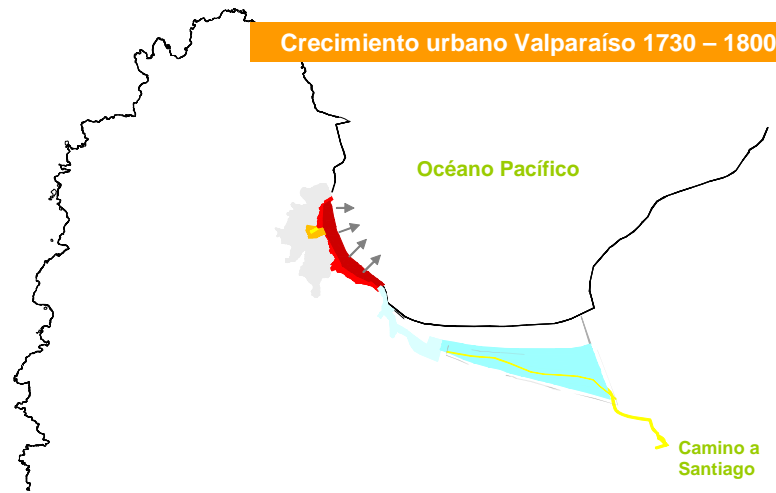 Crecimiento urbano Valparaíso 1730 – 1800
Océano Pacífico
Camino a
Santiago